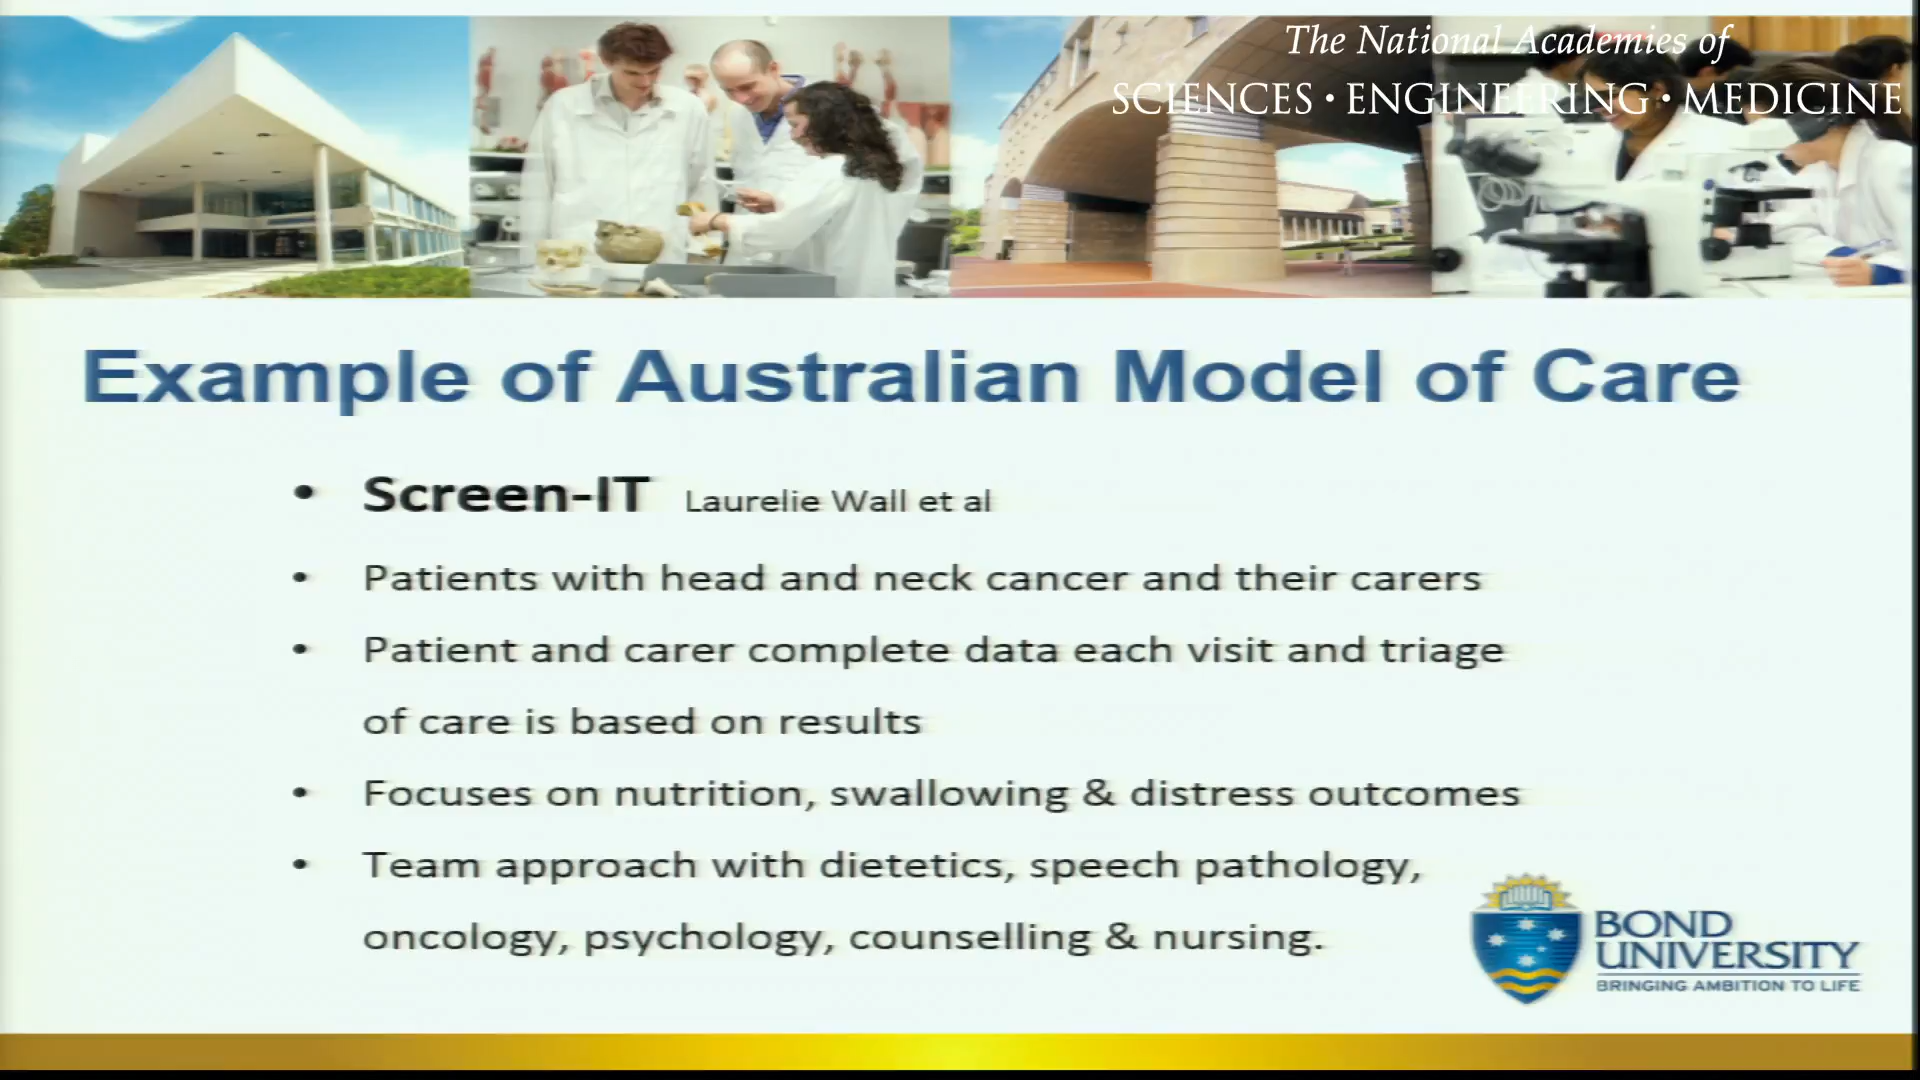 The National Academies of
SCIENCES • ENGINEERING • MEDICINE
Example of Australian Model of Care
• Screen-IT Laurelie Wall et al
• Patients with head and neck cancer and their carers
• Patient and carer complete data each visit and triage
of care is based on results
• Focuses on nutrition, swallowing & distress outcomes
• Team approach with dietetics, speech pathology,
oncology, psychology, counselling & nursing.
BOND
UNIVERSITY
BRINGING AMBITION TO LIFE